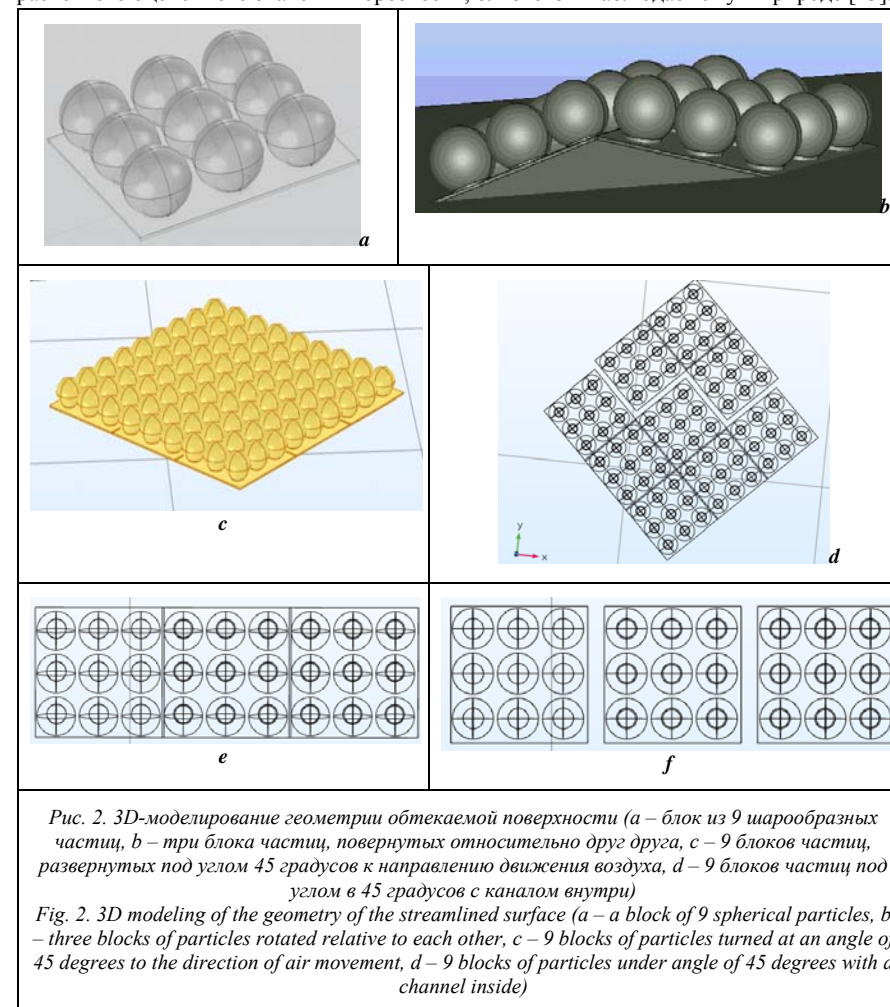 a
b
c
y
x
d
e
f
Рис. 2. 3D-моделирование геометрии обтекаемой поверхности (a – блок из 9 шарообразных
частиц, b – три блока частиц, повернутых относительно друг друга, c – 9 блоков частиц,
развернутых под углом 45 градусов к направлению движения воздуха, d – 9 блоков частиц под
углом в 45 градусов с каналом внутри)
Fig. 2. 3D modeling of the geometry of the streamlined surface (a – a block of 9 spherical particles, b
– three blocks of particles rotated relative to each other, c – 9 blocks of particles turned at an angle of
45 degrees to the direction of air movement, d – 9 blocks of particles under angle of 45 degrees with a
channel inside)